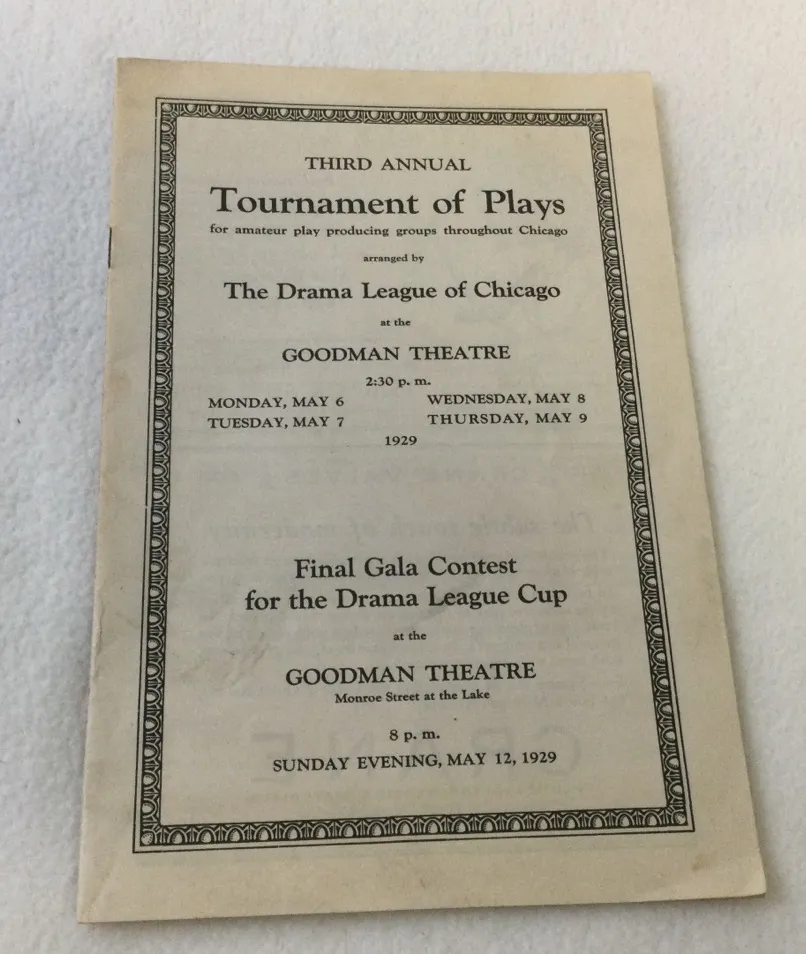 THIRD ANNUAL
Tournament of Plays
for amateur play producing groups throughout Chicago
arranged by
The Drama League of Chicago
at the
GOODMAN THEATRE
2:30 p. m.
MONDAY, MAY 6 WEDNESDAY, MAY 8
TUESDAY, MAY 7 THURSDAY, MAY 9
1929
Final Gala Contest
for the Drama League Cup
at the
GOODMAN THEATRE
Monroe Street at the Lake
8 p. m.
SUNDAY EVENING, MAY 12, 1929